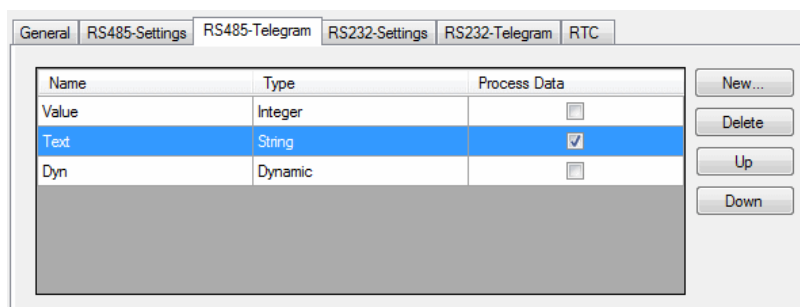 General RS485-Settings RS485-Telegram RS232-Settings RS232-Telegram RTC
Name Type Process Data New...
Value Integer
Delete
Text String
Up
Dyn Dynamic
Down